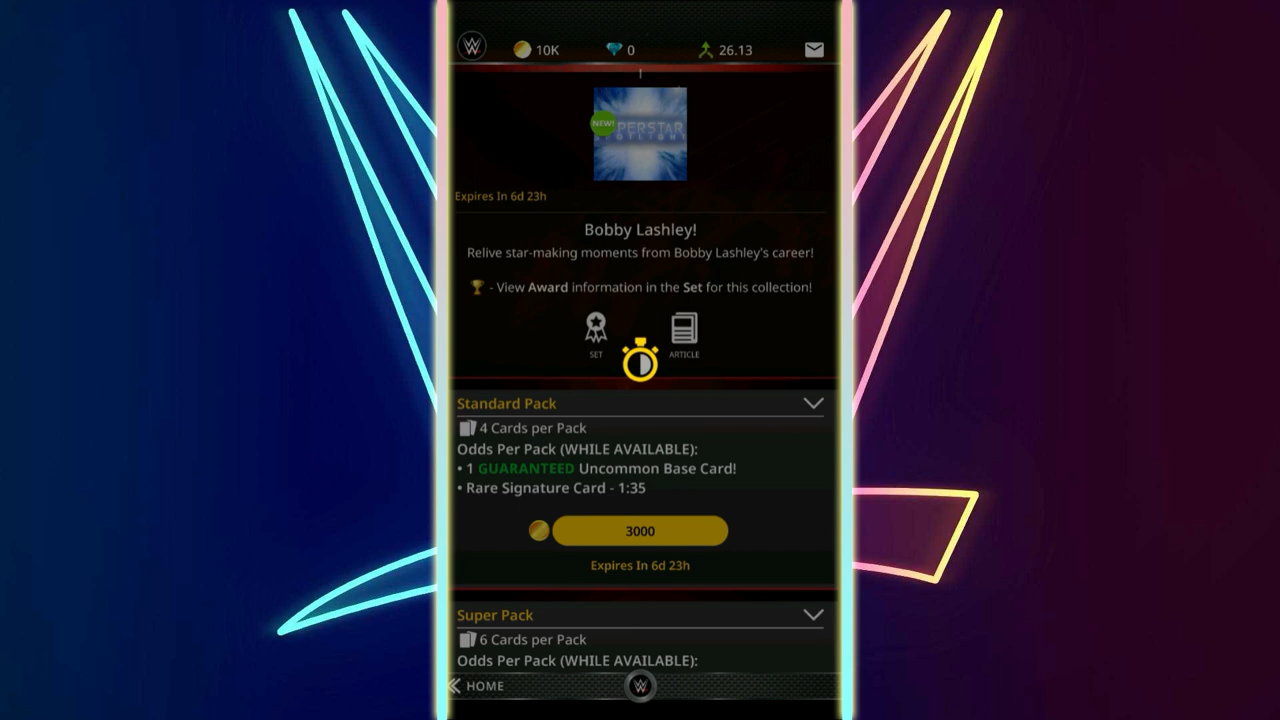 10K
0
26.13
NEW!
PERSTAR
Expires In 6d 23h
Bobby Lashley!
Relive star-making moments from Bobby Lashley's career!
- View Award information in the Set for this collection!
SET
ARTICLE
Standard Pack
4 Cards per Pack
Odds Per Pack (WHILE AVAILABLE):
• 1 GUARANTEED Uncommon Base Card!
• Rare Signature Card - 1:35
3000
Expires In 6d 23h
Super Pack
6 Cards per Pack
Odds Per Pack (WHILE AVAILABLE):
HOME